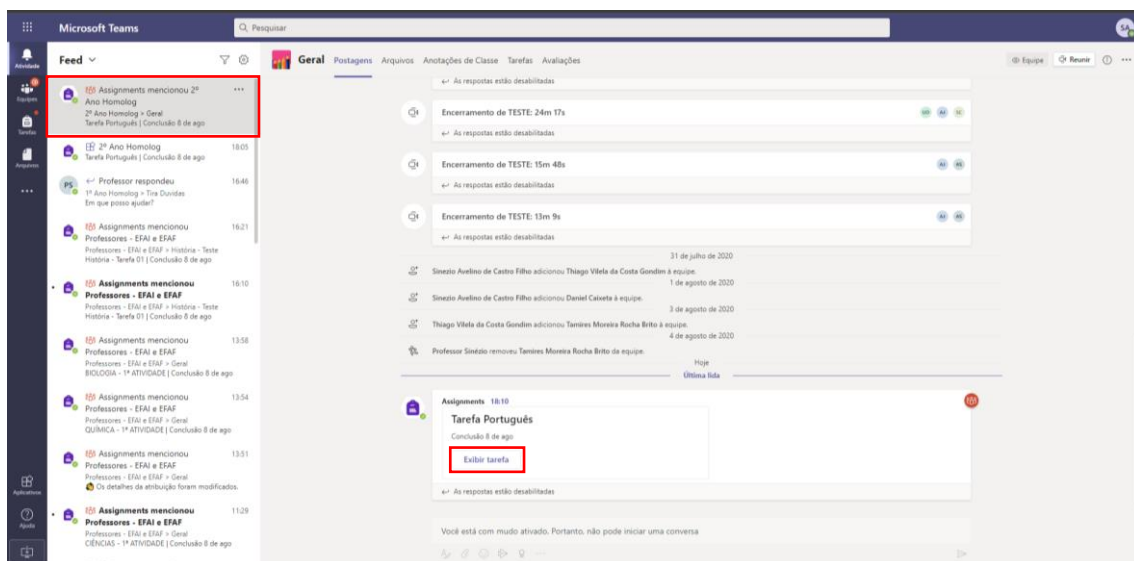 Microsoft Teams
Pesquisar
SA
Atividade
Equipes
Tarefas
Arquivos
Aplicativos
Ajuda
Feed
Assignments mencionou 2º
Ano Homolog
2º Ano Homolog > Geral
Tarefa Português | Conclusão 8 de ago
2º Ano Homolog 18:05
Tarefa Português | Conclusão 8 de ago
PS
Professor respondeu 16:46
1º Ano Homolog > Tira Duvidas
Em que posso ajudar?
Assignments mencionou 16:21
Professores - EFAI e EFAF
Professores - EFAI e EFAF > História - Teste
História - Tarefa 01 | Conclusão 8 de ago
Assignments mencionou 16:10
Professores - EFAI e EFAF
Professores - EFAI e EFAF > História - Teste
História - Tarefa 01 | Conclusão 8 de ago
Assignments mencionou 13:58
Professores - EFAI e EFAF
Professores - EFAI e EFAF > Geral
BIOLOGIA - 1ª ATIVIDADE | Conclusão 8 de ago
Assignments mencionou 13:54
Professores - EFAI e EFAF
Professores - EFAI e EFAF > Geral
QUÍMICA - 1ª ATIVIDADE | Conclusão 8 de ago
Assignments mencionou 13:51
Professores - EFAI e EFAF
Professores - EFAI e EFAF > Geral
Os detalhes da atribuição foram modificados.
Assignments mencionou 11:29
Professores - EFAI e EFAF
Professores - EFAI e EFAF > Geral
CIÊNCIAS - 1ª ATIVIDADE | Conclusão 8 de ago
Geral Postagens Arquivos Anotações de Classe Tarefas Avaliações
Equipe Reunir
As respostas estão desabilitadas
Encerramento de TESTE: 24m 17s
As respostas estão desabilitadas
Encerramento de TESTE: 15m 48s
As respostas estão desabilitadas
Encerramento de TESTE: 13m 9s
As respostas estão desabilitadas
31 de julho de 2020
Sinezio Avelino de Castro Filho adicionou Thiago Vilela da Costa Gondim à equipe.
1 de agosto de 2020
Sinezio Avelino de Castro Filho adicionou Daniel Caixeta à equipe.
3 de agosto de 2020
Thiago Vilela da Costa Gondim adicionou Tamires Moreira Rocha Brito à equipe.
4 de agosto de 2020
Professor Sinézio removeu Tamires Moreira Rocha Brito da equipe.
Hoje
Última lida
Assignments 18:10
Tarefa Português
Conclusão 8 de ago
Exibir tarefa
As respostas estão desabilitadas
Você está com mudo ativado. Portanto, não pode iniciar uma conversa